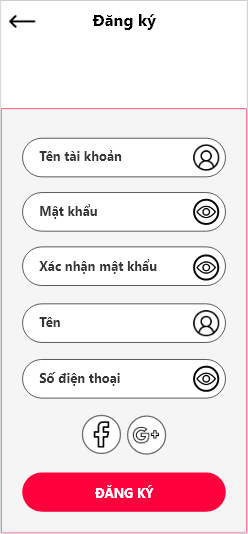 Đăng ký
Tên tài khoản
Mật khẩu
Xác nhận mật khẩu
Tên
Số điện thoại
G+
ĐĂNG KÝ